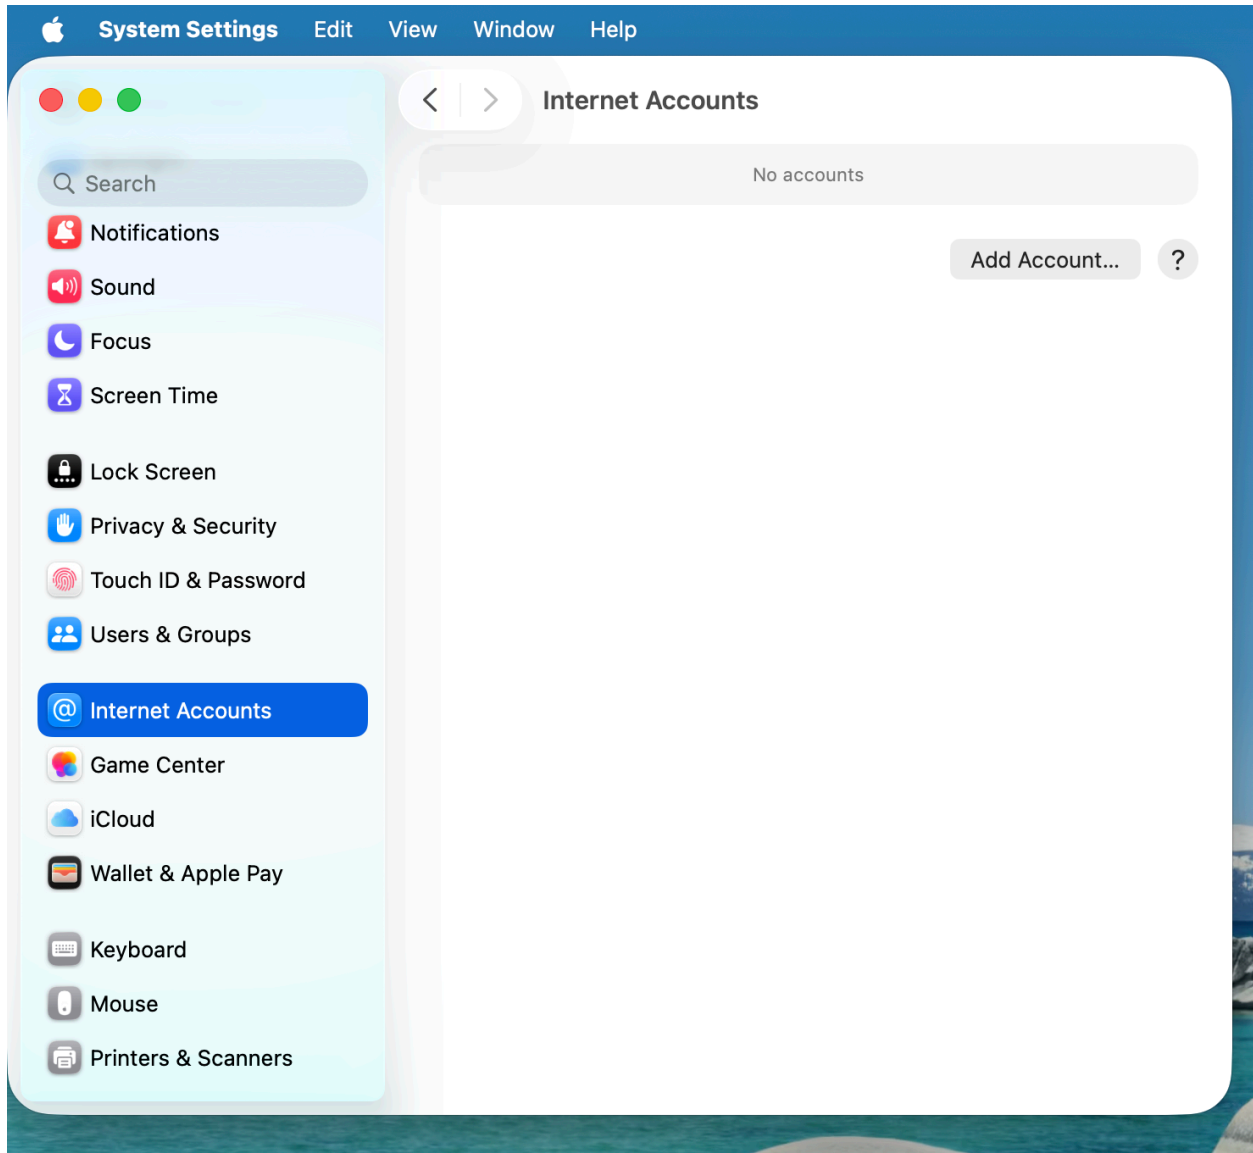 System Settings Edit View Window Help
Internet Accounts
Search
No accounts
Add Account... ?
Notifications
Sound
Focus
Screen Time
Lock Screen
Privacy & Security
Touch ID & Password
Users & Groups
Internet Accounts
Game Center
iCloud
Wallet & Apple Pay
Keyboard
Mouse
Printers & Scanners